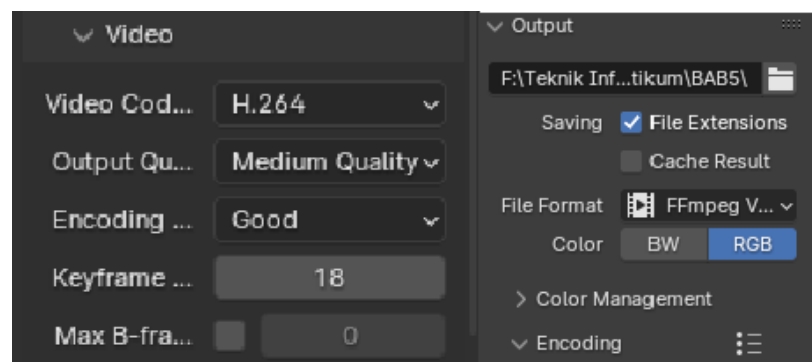 Video
Video Cod... H.264
Output Qu... Medium Quality
Encoding ... Good
Keyframe ... 18
Max B-fra... 0
Output
F:\Teknik Inf...tikum\BAB5\
Saving File Extensions
Cache Result
File Format FFmpeg V...
Color BW RGB
Color Management
Encoding